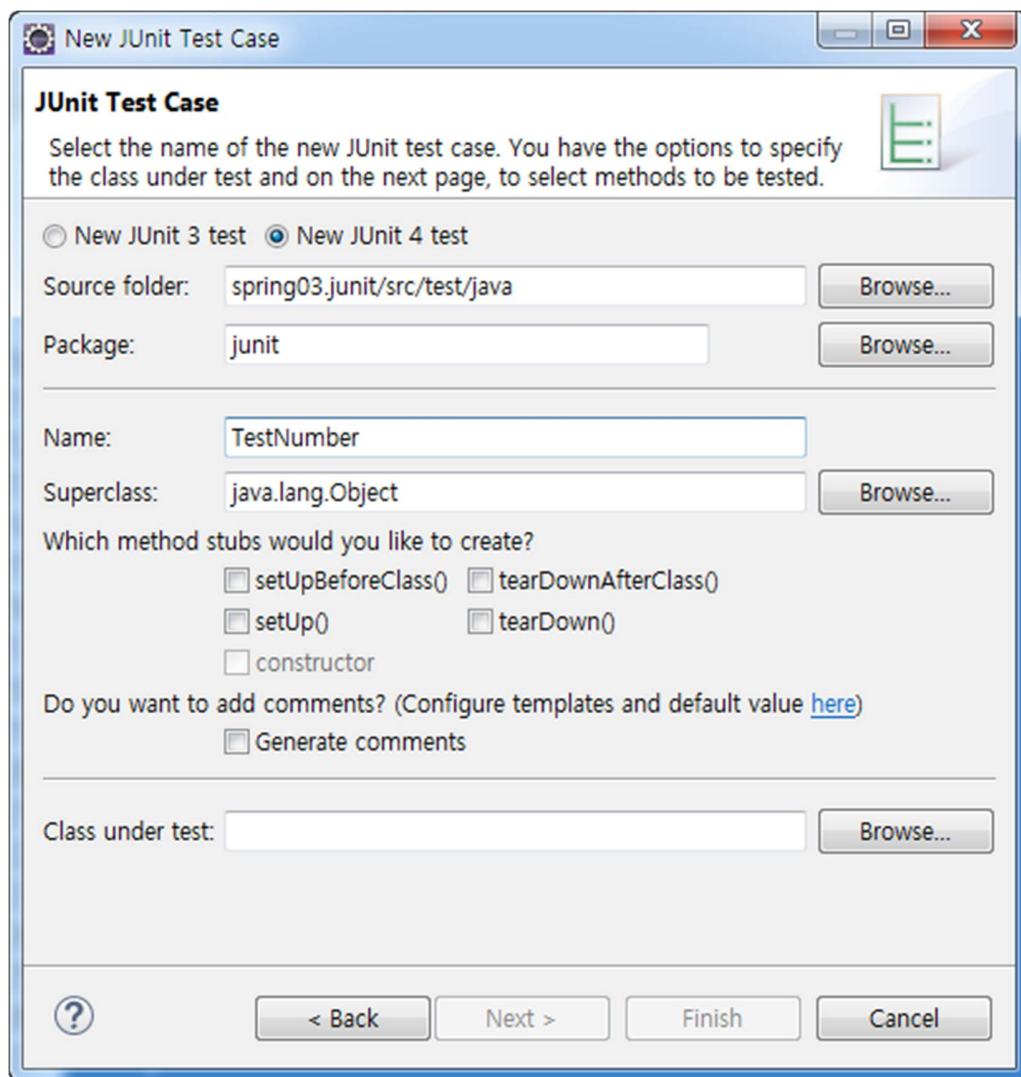 New JUnit Test Case
JUnit Test Case
Select the name of the new JUnit test case. You have the options to specify
the class under test and on the next page, to select methods to be tested.
New JUnit 3 test New JUnit 4 test
Source folder: spring03.junit/src/test/java Browse...
Package: junit Browse...
Name: TestNumber
Superclass: java.lang.Object Browse...
Which method stubs would you like to create?
setUpBeforeClass() tearDownAfterClass()
setUp() tearDown()
constructor
Do you want to add comments? (Configure templates and default value here)
Generate comments
Class under test: Browse...
? < Back Next > Finish Cancel